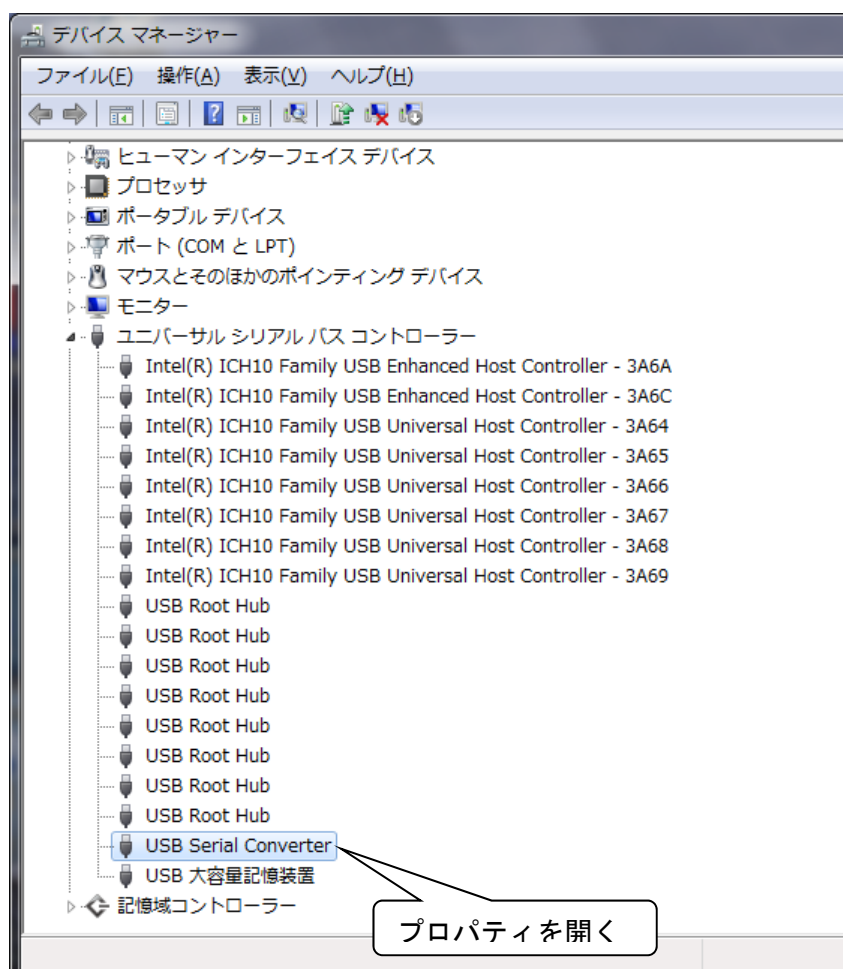 デバイス マネージャー
ファイル(F) 操作(A) 表示(V) ヘルプ(H)
ヒューマン インターフェイス デバイス
プロセッサ
ポータブル デバイス
ポート (COM と LPT)
マウスとそのほかのポインティング デバイス
モニター
ユニバーサル シリアル バス コントローラー
Intel(R) ICH10 Family USB Enhanced Host Controller - 3A6A
Intel(R) ICH10 Family USB Enhanced Host Controller - 3A6C
Intel(R) ICH10 Family USB Universal Host Controller - 3A64
Intel(R) ICH10 Family USB Universal Host Controller - 3A65
Intel(R) ICH10 Family USB Universal Host Controller - 3A66
Intel(R) ICH10 Family USB Universal Host Controller - 3A67
Intel(R) ICH10 Family USB Universal Host Controller - 3A68
Intel(R) ICH10 Family USB Universal Host Controller - 3A69
USB Root Hub
USB Root Hub
USB Root Hub
USB Root Hub
USB Root Hub
USB Root Hub
USB Root Hub
USB Root Hub
USB Serial Converter
USB 大容量記憶装置
記憶域コントローラー
プロパティを開く